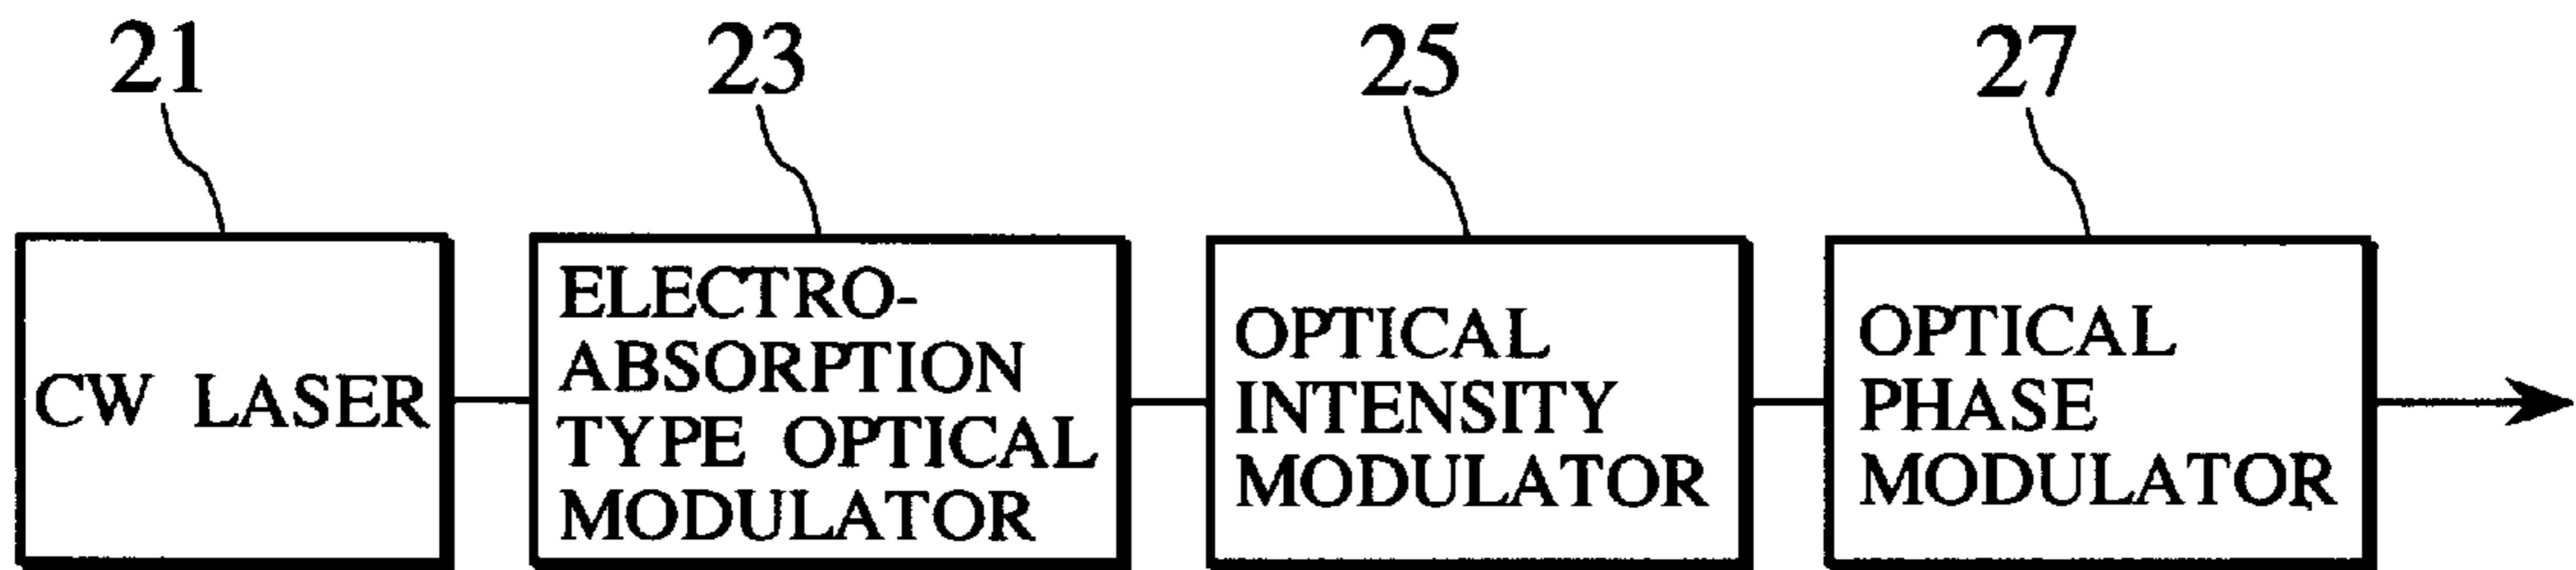 21
23
25
27
CW LASER
ELECTRO-
ABSORPTION
TYPE OPTICAL
MODULATOR
OPTICAL
INTENSITY
MODULATOR
OPTICAL
PHASE
MODULATOR